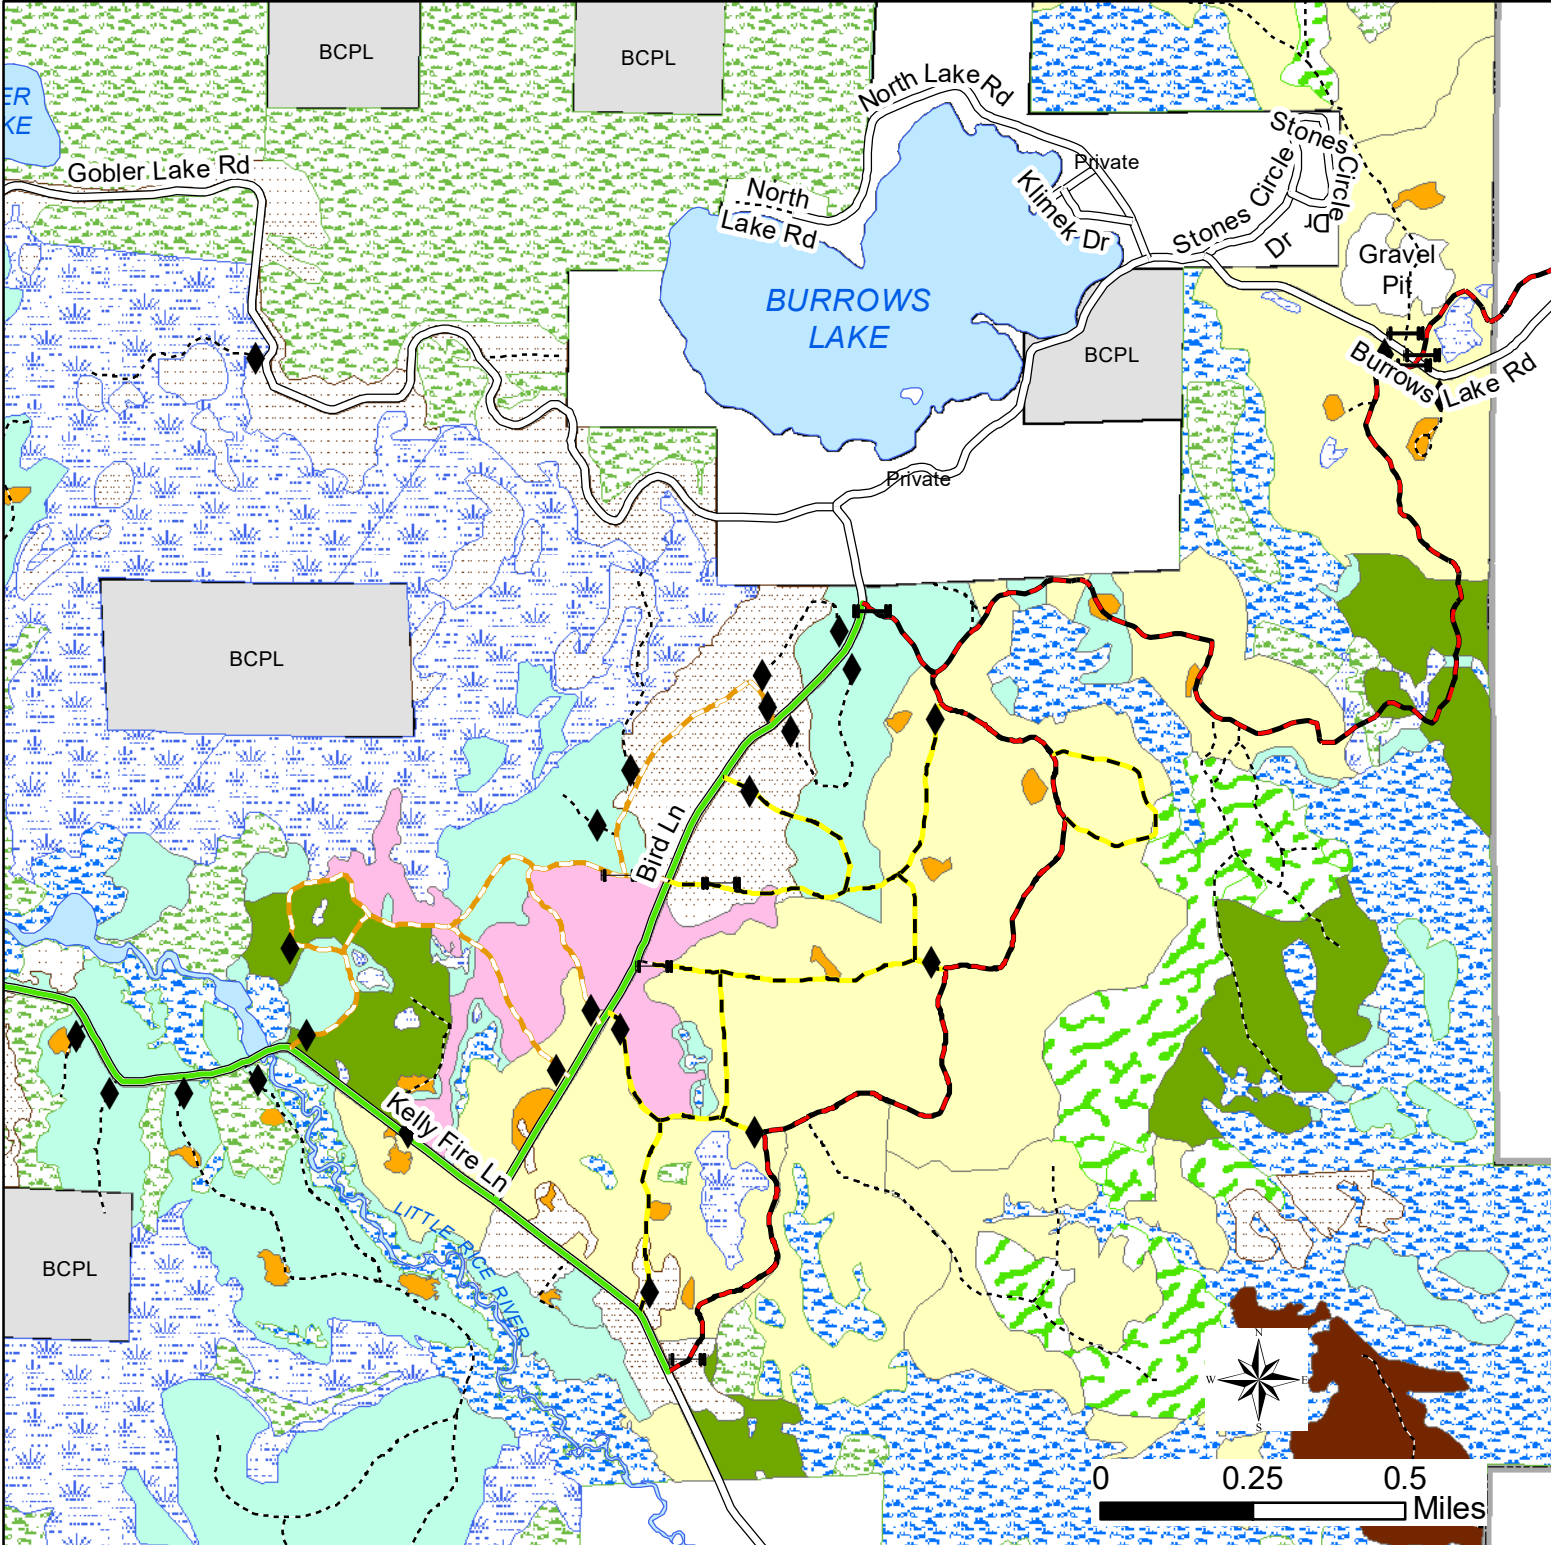 BCPL
BCPL
North Lake Rd
ER
KE
Gobler Lake Rd
Private
Stones Circle
Dr
North
Lake Rd
Klimek Dr
Stones Circle
Dr
Gravel
Pit
BURROWS
LAKE
BCPL
Burrows Lake Rd
Private
BCPL
Bird Ln
Kelly Fire Ln
LITTLE RICE RIVER
BCPL
N
W
E
S
0 0.25 0.5
Miles